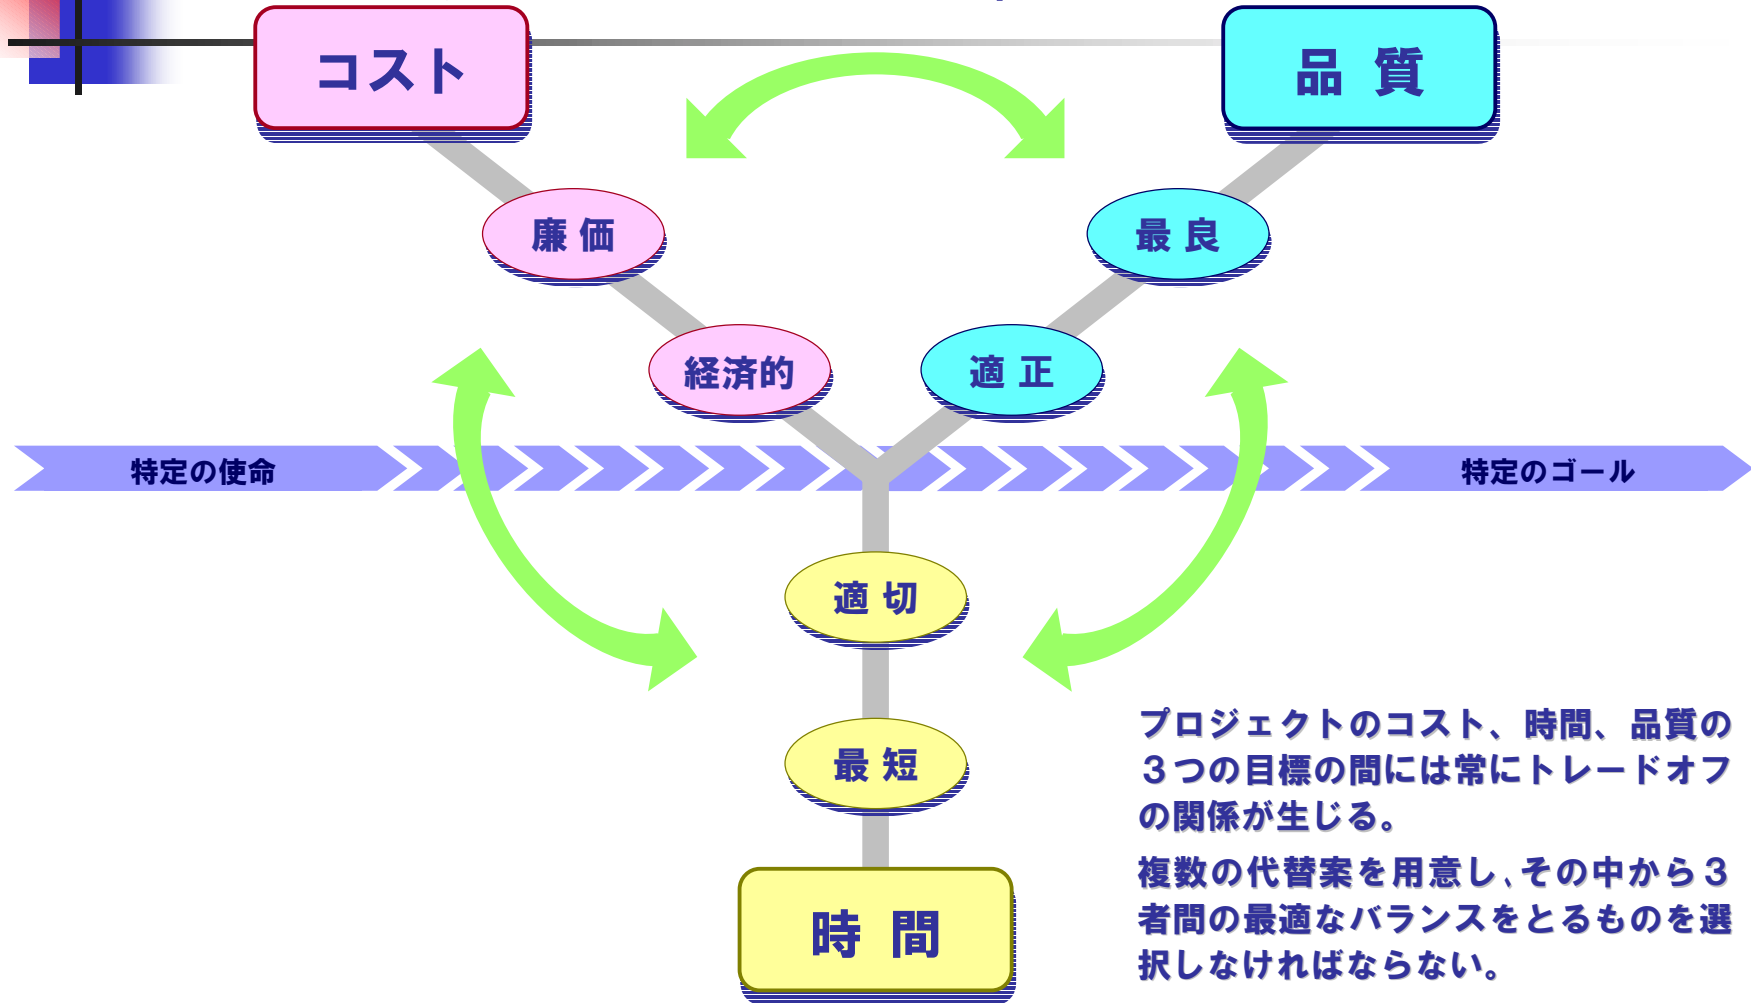 コスト
品 質
廉 価
最 良
経済的
適 正
特定の使命
特定のゴール
適 切
最 短
時 間
プロジェクトのコスト、時間、品質の
３つの目標の間には常にトレードオフ
の関係が生じる。
複数の代替案を用意し、その中から３
者間の最適なバランスをとるものを選
択しなければならない。